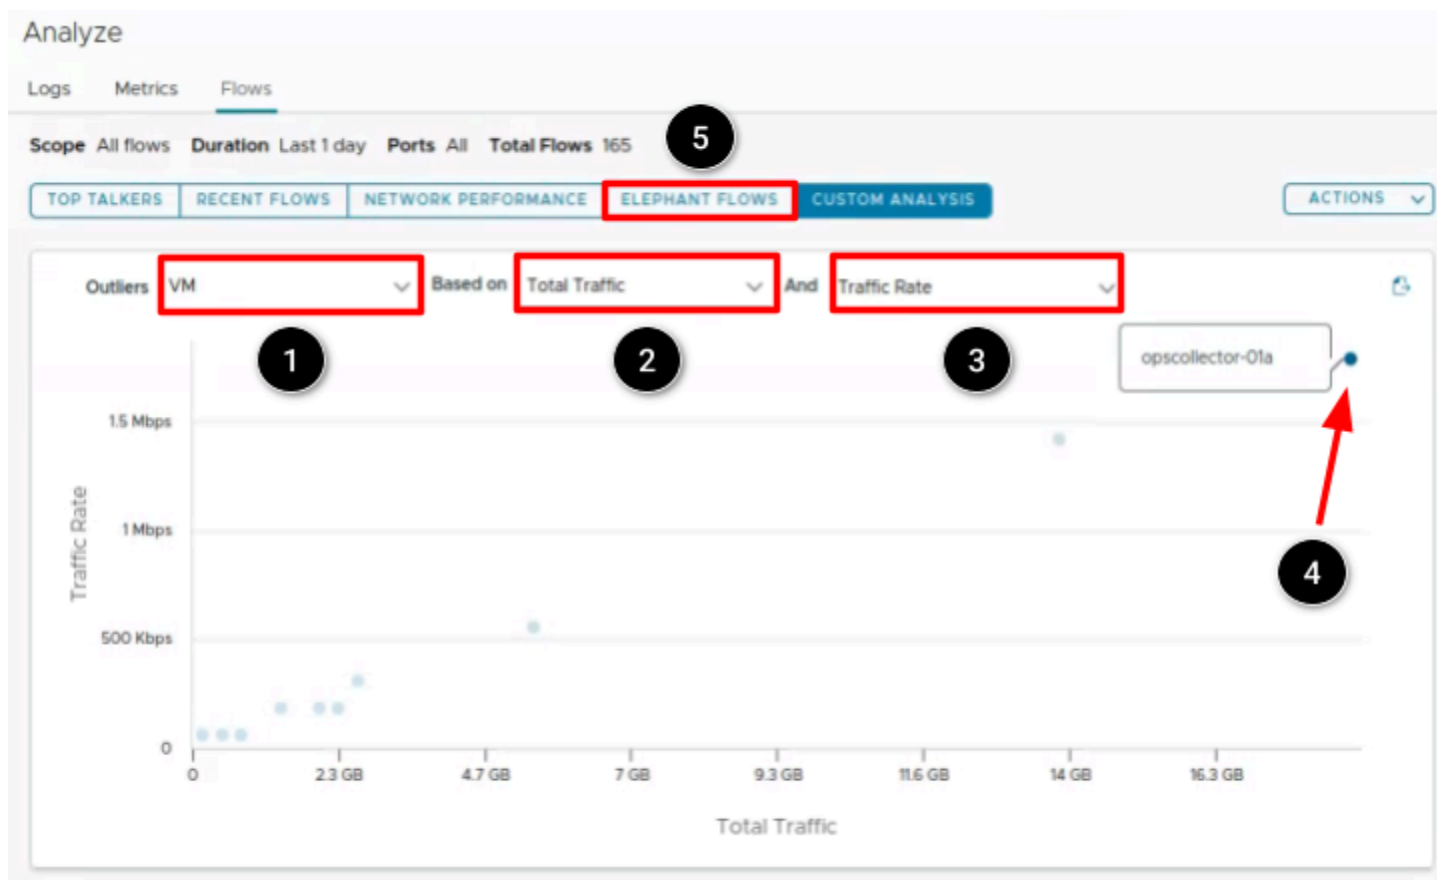 Analyze
Logs Metrics Flows
Scope All flows Duration Last 1 day Ports All Total Flows 165
5
TOP TALKERS RECENT FLOWS NETWORK PERFORMANCE ELEPHANT FLOWS CUSTOM ANALYSIS ACTIONS
Outliers VM Based on Total Traffic And Traffic Rate
1 2 3 opscollector-01a
1.5 Mbps
1 Mbps
4
500 Kbps
0
Traffic Rate
0 2.3 GB 4.7 GB 7 GB 9.3 GB 11.6 GB 14 GB 16.3 GB
Total Traffic